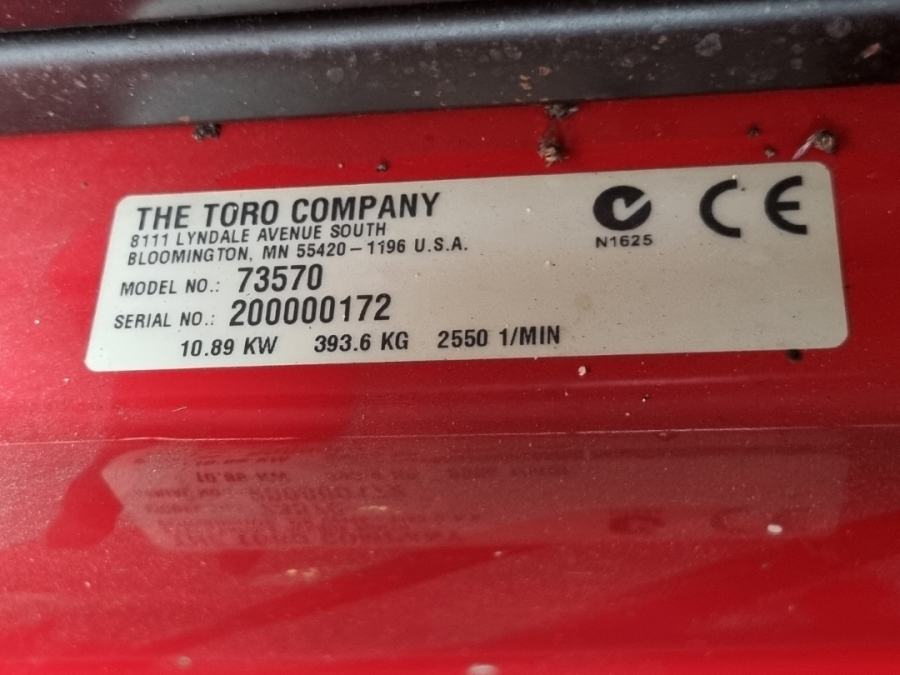 THE TORO COMPANY
8111 LYNDALE AVENUE SOUTH
BLOOMINGTON, MN 55420-1196 U.S.A.
MODEL NO.: 73570
SERIAL NO.: 200000172
10.89 KW 393.6 KG 2550 1/MIN
N1625
CE